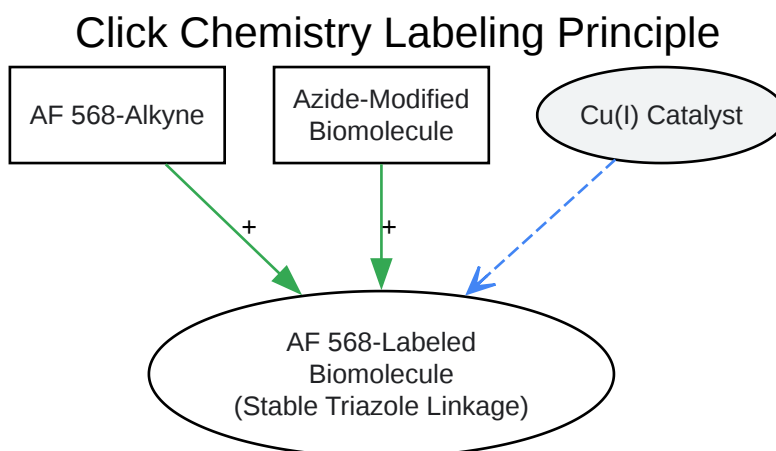 Click Chemistry Labeling Principle
AF 568-Alkyne
Azide-Modified
Biomolecule
Cu(I) Catalyst
+
+
AF 568-Labeled
Biomolecule
(Stable Triazole Linkage)